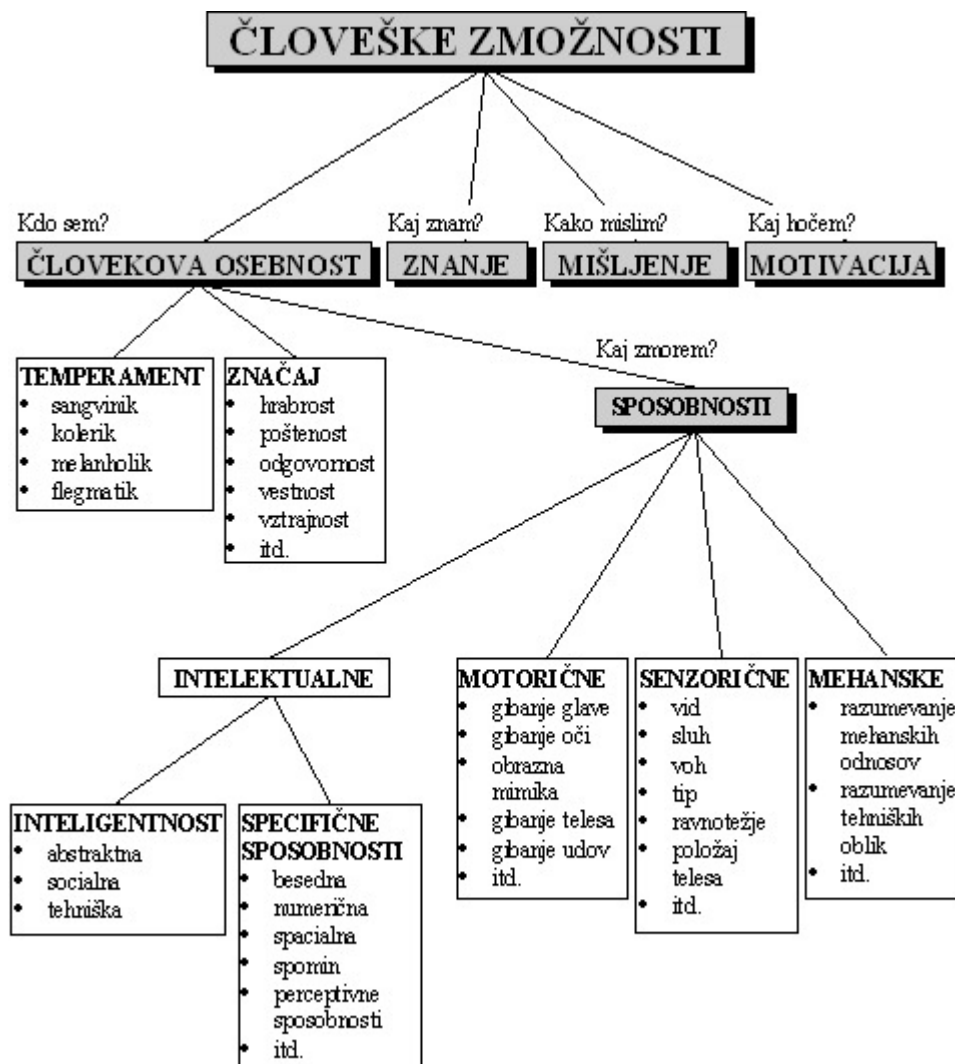 ČLOVEŠKE ZMOŽNOSTI
Kdo sem?
ČLOVEKOVA OSEBNOST
Kaj znam?
ZNANJE
Kako mislim?
MIŠLJENJE
Kaj hočem?
MOTIVACIJA
TEMPERAMENT
• sangvinik
• kolerik
• melanholik
• flegmatik
ZNAČAJ
• hrabrost
• poštenost
• odgovornost
• vestnost
• vztrajnost
• itd.
Kaj zmorem?
SPOSOBNOSTI
INTELEKTUALNE
INTELIGENTNOST
• abstraktna
• socialna
• tehniška
SPECIFIČNE
SPOSOBNOSTI
• besedna
• numerična
• spacialna
• spomin
• perceptivne
sposobnosti
• itd.
MOTORIČNE
• gibanje glave
• gibanje oči
• obrazna
mimika
• gibanje telesa
• gibanje udov
• itd.
SENZORIČNE
• vid
• sluh
• voh
• tip
• ravnotežje
• položaj
telesa
• itd.
MEHANSKE
• razumevanje
mehanskih
odnosov
• razumevanje
tehniških
oblik
• itd.